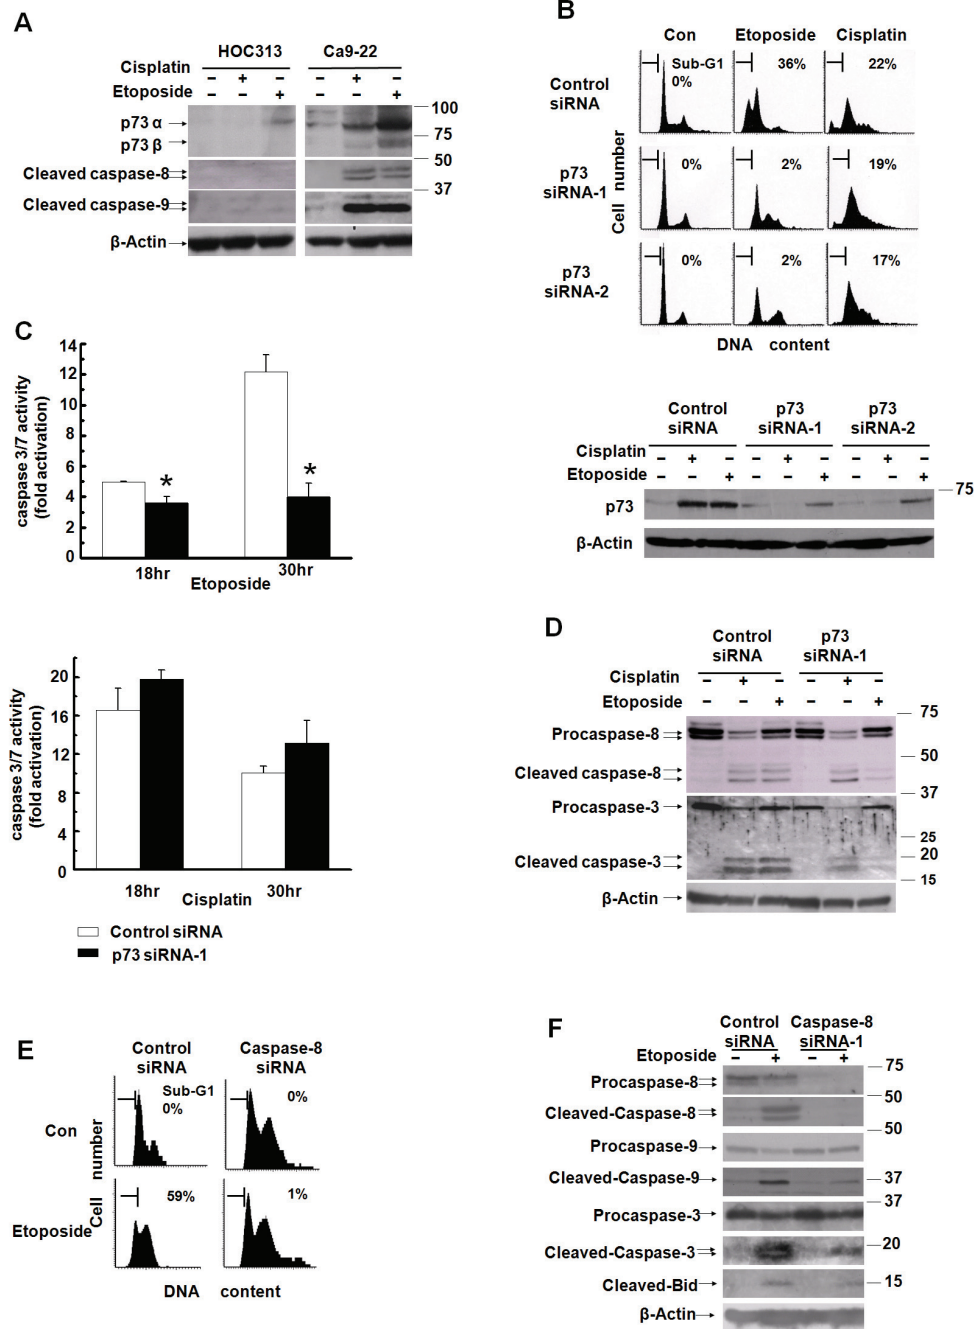 A
HOC313 Ca9-22
Cisplatin – + – – + –
Etoposide – – + – – +
p73 α
p73 β
Cleaved caspase-8
Cleaved caspase-9
β-Actin
100
75
50
37
B
Con Etoposide Cisplatin
Control siRNA
Sub-G1
0% 36% 22%
p73 siRNA-1
0% 2% 19%
p73 siRNA-2
0% 2% 17%
Cell number
DNA content
Control siRNA p73 siRNA-1 p73 siRNA-2
Cisplatin – + – – + – – + –
Etoposide – – + – – + – – +
p73
75
β-Actin
C
caspase 3/7 activity
(fold activation)
14
12
10
8
6
4
2
0
* *
18hr 30hr
Etoposide
caspase 3/7 activity
(fold activation)
20
16
12
8
4
0
18hr 30hr
Cisplatin
Control siRNA
p73 siRNA-1
D
Control siRNA p73 siRNA-1
Cisplatin – + – – + –
Etoposide – – + – – +
Procaspase-8
Cleaved caspase-8
Procaspase-3
Cleaved caspase-3
β-Actin
75
50
37
25
20
15
E
Control siRNA Caspase-8 siRNA
Con
Sub-G1
0% 0%
Etoposide
59% 1%
Cell number
DNA content
F
Control siRNA Caspase-8 siRNA-1
Etoposide – + – +
Procaspase-8
Cleaved-Caspase-8
Procaspase-9
Cleaved-Caspase-9
Procaspase-3
Cleaved-Caspase-3
Cleaved-Bid
β-Actin
75
50
50
37
37
20
15